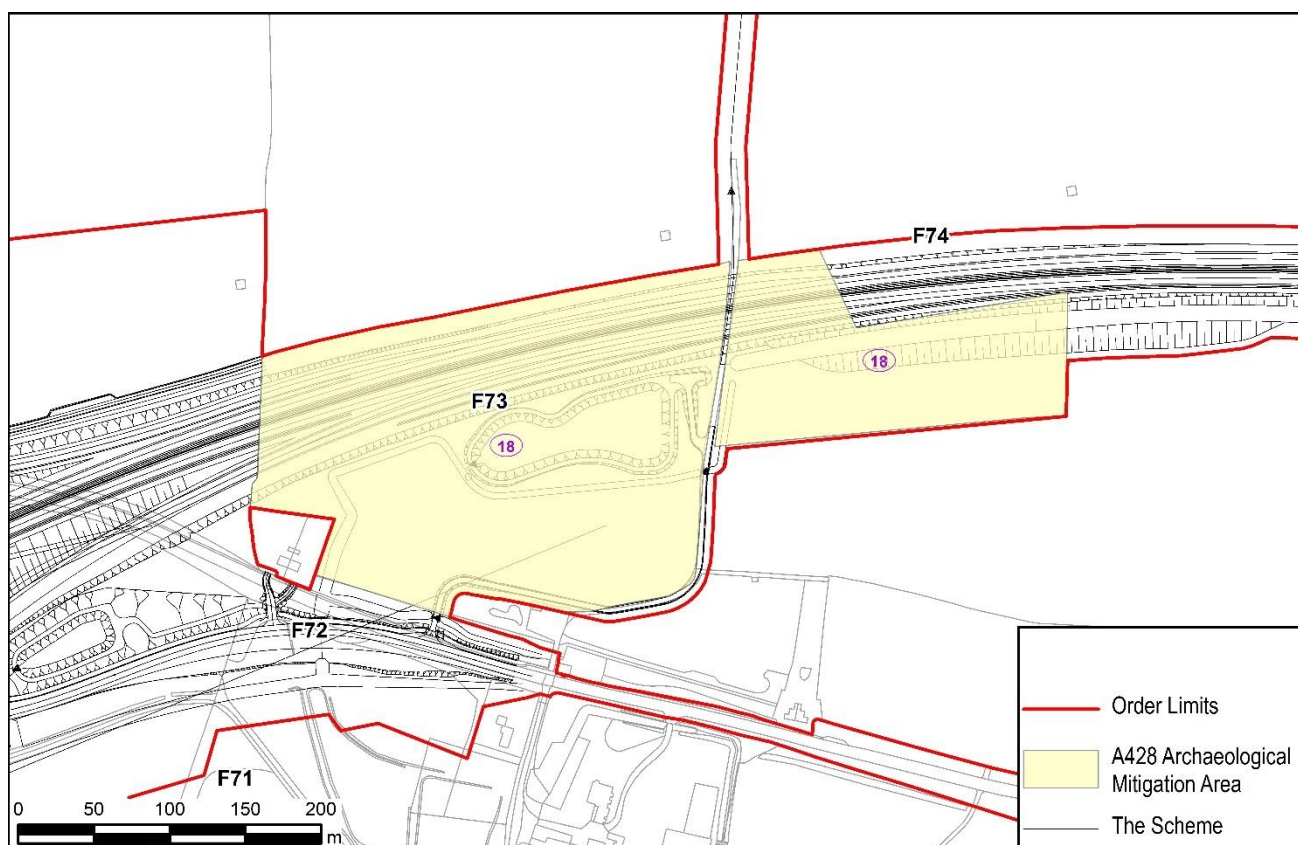 F74
18
F73
18
F72
F71
0 50 100 150 200
m
Order Limits
A428 Archaeological
Mitigation Area
The Scheme